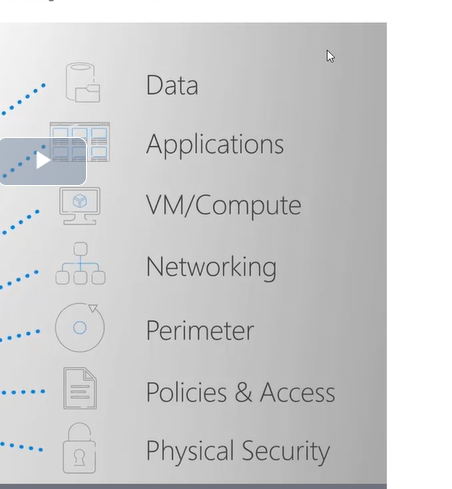 Data
Applications
VM/Compute
Networking
Perimeter
Policies & Access
Physical Security